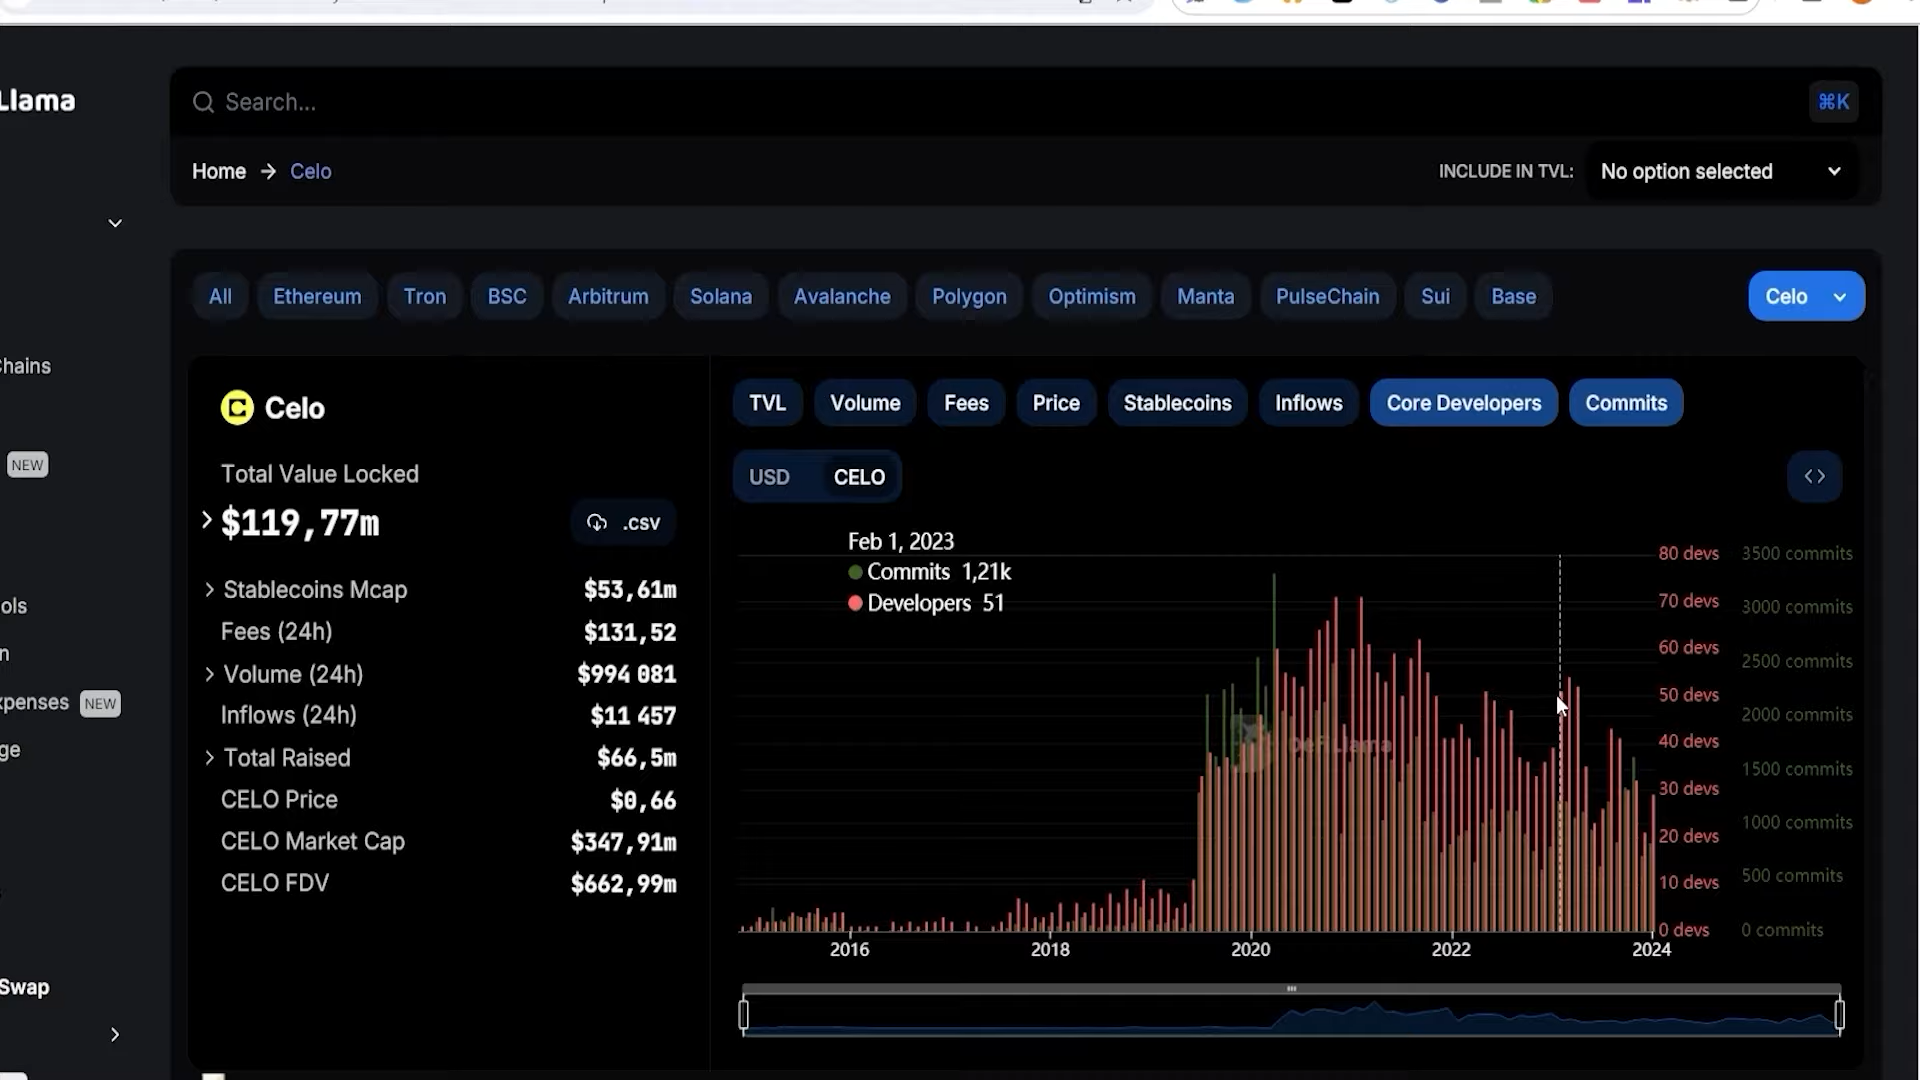 Llama
Search...
⌘K
Home → Celo
INCLUDE IN TVL:
No option selected
All
Ethereum
Tron
BSC
Arbitrum
Solana
Avalanche
Polygon
Optimism
Manta
PulseChain
Sui
Base
Celo
Chains
NEW
ols
n
xpenses NEW
ge
Swap
Celo
Total Value Locked
$119,77m
.csv
Stablecoins Mcap $53,61m
Fees (24h) $131,52
Volume (24h) $994 081
Inflows (24h) $11 457
Total Raised $66,5m
CELO Price $0,66
CELO Market Cap $347,91m
CELO FDV $662,99m
TVL
Volume
Fees
Price
Stablecoins
Inflows
Core Developers
Commits
USD
CELO
Feb 1, 2023
Commits 1,21k
Developers 51
DefiLlama
80 devs 3500 commits
70 devs 3000 commits
60 devs 2500 commits
50 devs 2000 commits
40 devs 1500 commits
30 devs 1000 commits
20 devs 500 commits
10 devs 0 commits
0 devs
2016
2018
2020
2022
2024